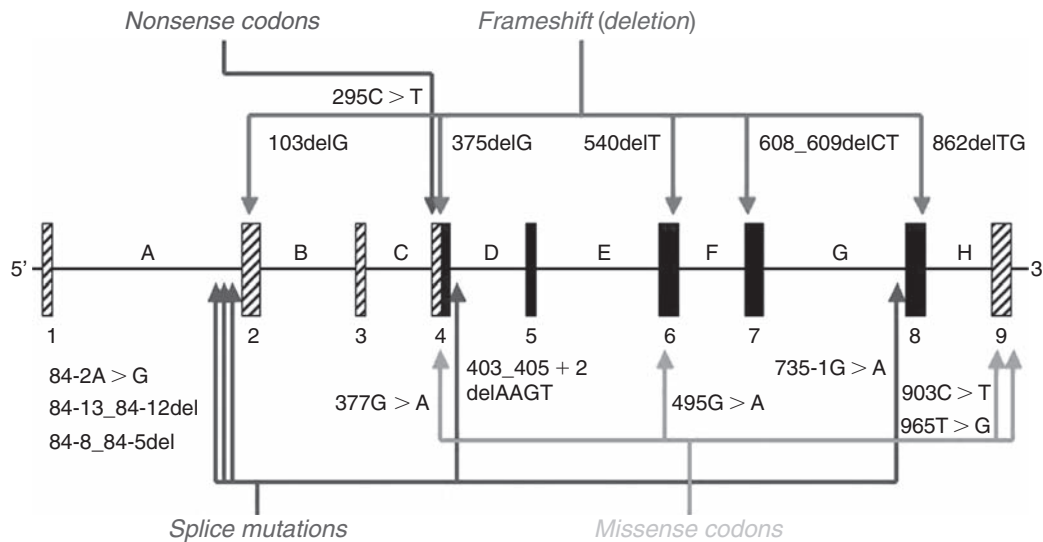 Nonsense codons
Frameshift (deletion)
295C > T
103delG
375delG
540delT
608_609delCT
862delTG
5’
A
B
C
D
E
F
G
H
3
1
2
3
4
5
6
7
8
9
84-2A > G
84-13_84-12del
84-8_84-5del
377G > A
403_405 + 2
delAAGT
495G > A
735-1G > A
903C > T
965T > G
Splice mutations
Missense codons